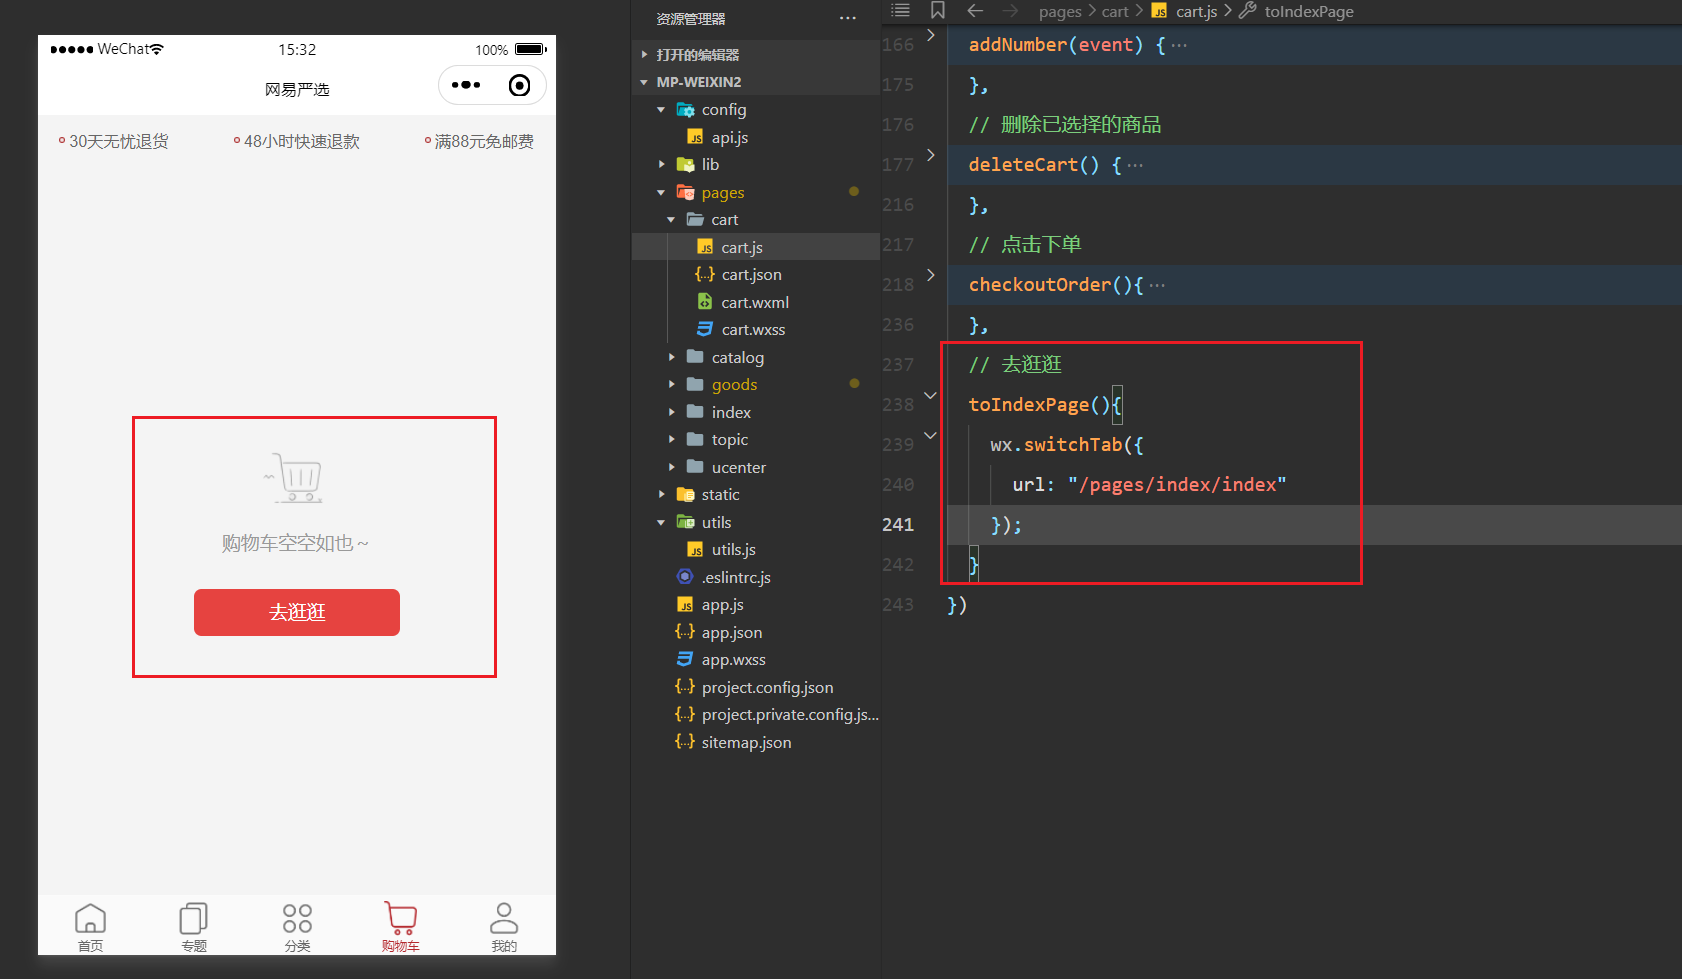 WeChat
15:32
100%
网易严选
30天无忧退货
48小时快速退款
满88元免邮费
购物车空空如也~
去逛逛
首页
专题
分类
购物车
我的
资源管理器
打开的编辑器
MP-WEIXIN2
config
api.js
lib
pages
cart
cart.js
cart.json
cart.wxml
cart.wxss
catalog
goods
index
topic
ucenter
static
utils
utils.js
.eslintrc.js
app.js
app.json
app.wxss
project.config.json
project.private.config.js...
sitemap.json
pages > cart > cart.js > toIndexPage
166 addNumber(event) {···
175 },
176 // 删除已选择的商品
177 deleteCart() {···
216 },
217 // 点击下单
218 checkoutOrder(){···
236 },
237 // 去逛逛
238 toIndexPage(){
239 wx.switchTab({
240 url: "/pages/index/index"
241 });
242 }
243 })